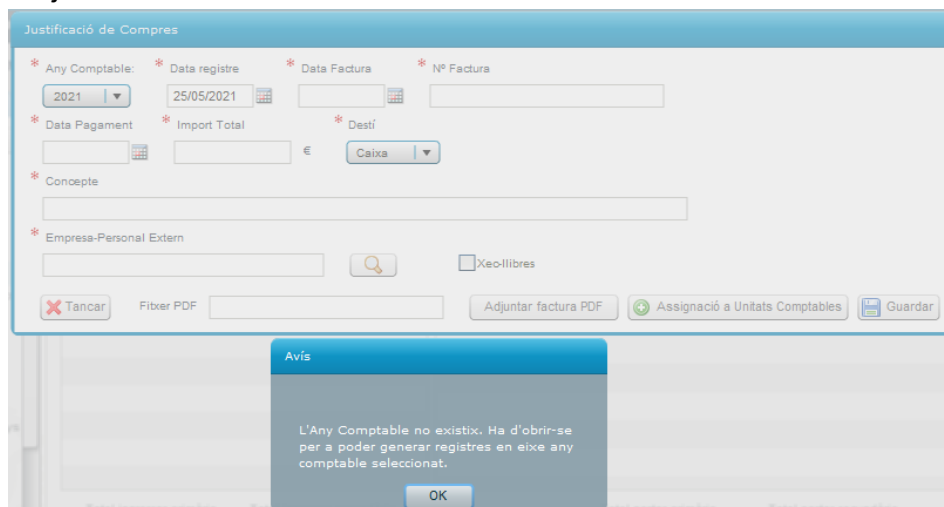 Justificació de Compres
* Any Comptable: * Data registre * Data Factura * Nº Factura
2021 25/05/2021
* Data Pagament * Import Total * Destí
€ Caixa
* Concepte
* Empresa-Personal Extern
Xeo-llibres
Tancar Fitxer PDF Adjuntar factura PDF Assignació a Unitats Comptables Guardar
Avís
L'Any Comptable no existix. Ha d'obrir-se
per a poder generar registres en eixe any
comptable seleccionat.
OK